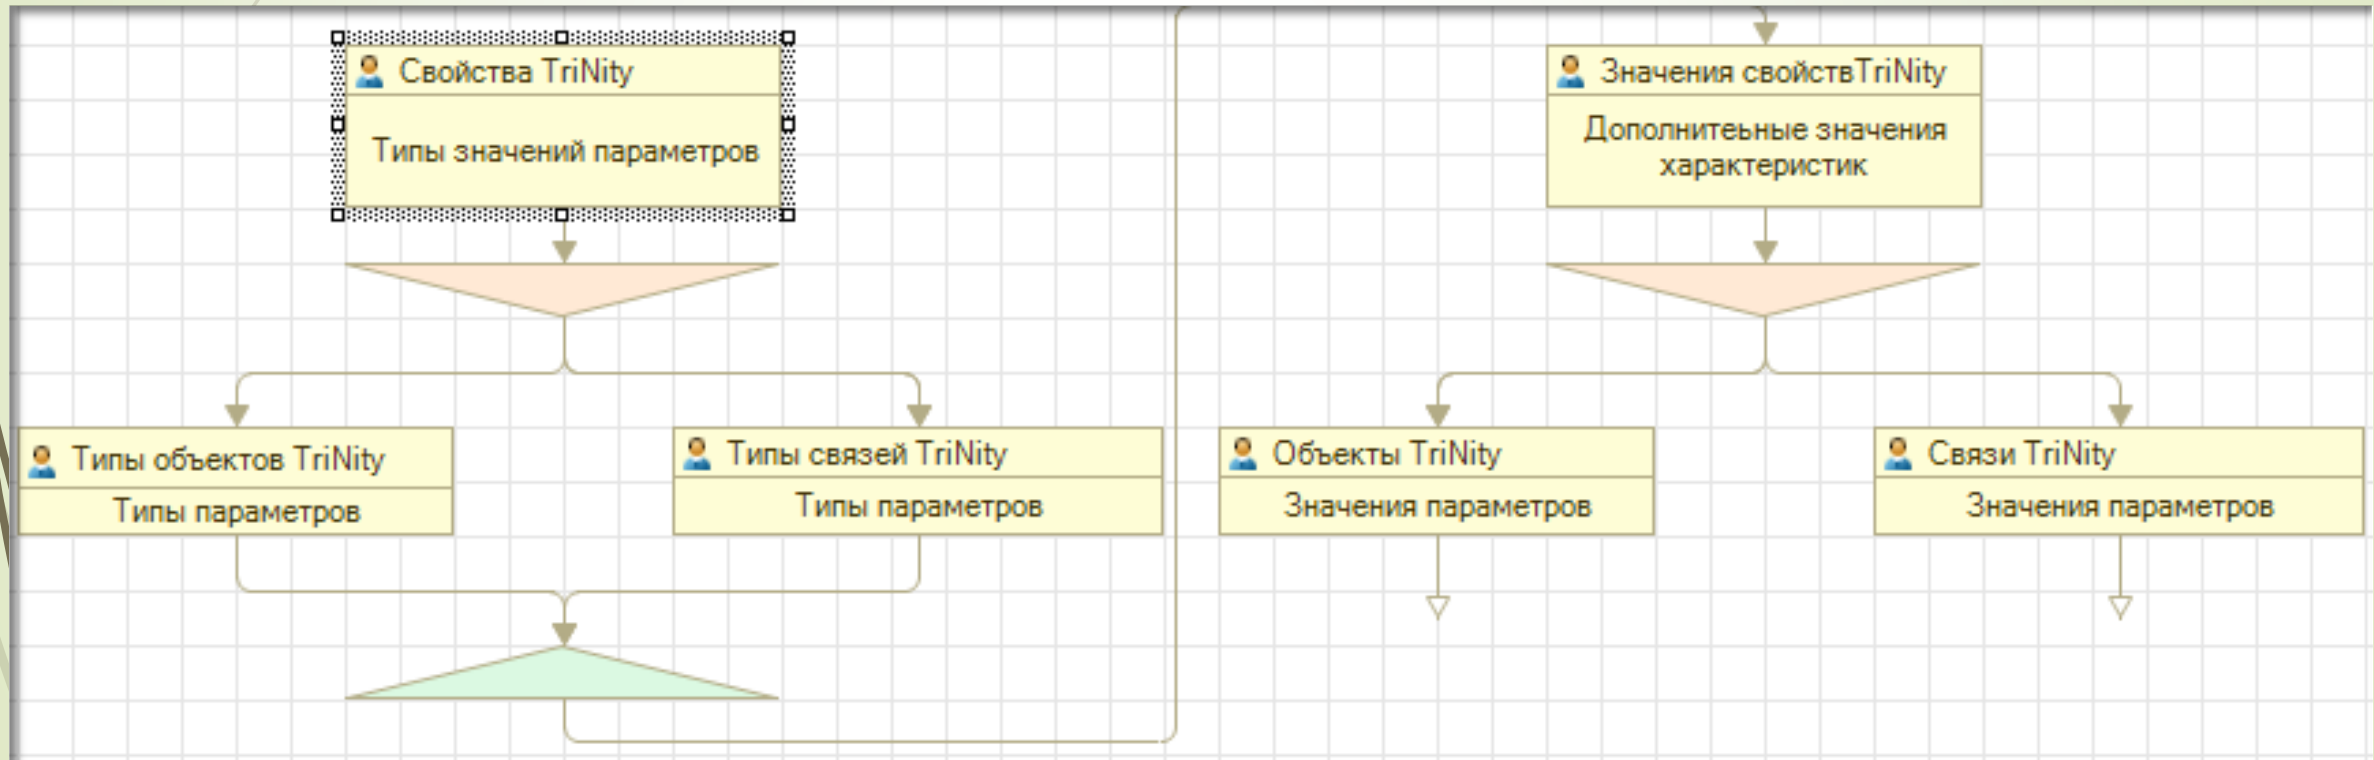 Свойства TriNity
Типы значений параметров
Типы объектов TriNity
Типы параметров
Типы связей TriNity
Типы параметров
Значения свойствTriNity
Дополнитеьные значения
характеристик
Объекты TriNity
Значения параметров
Связи TriNity
Значения параметров